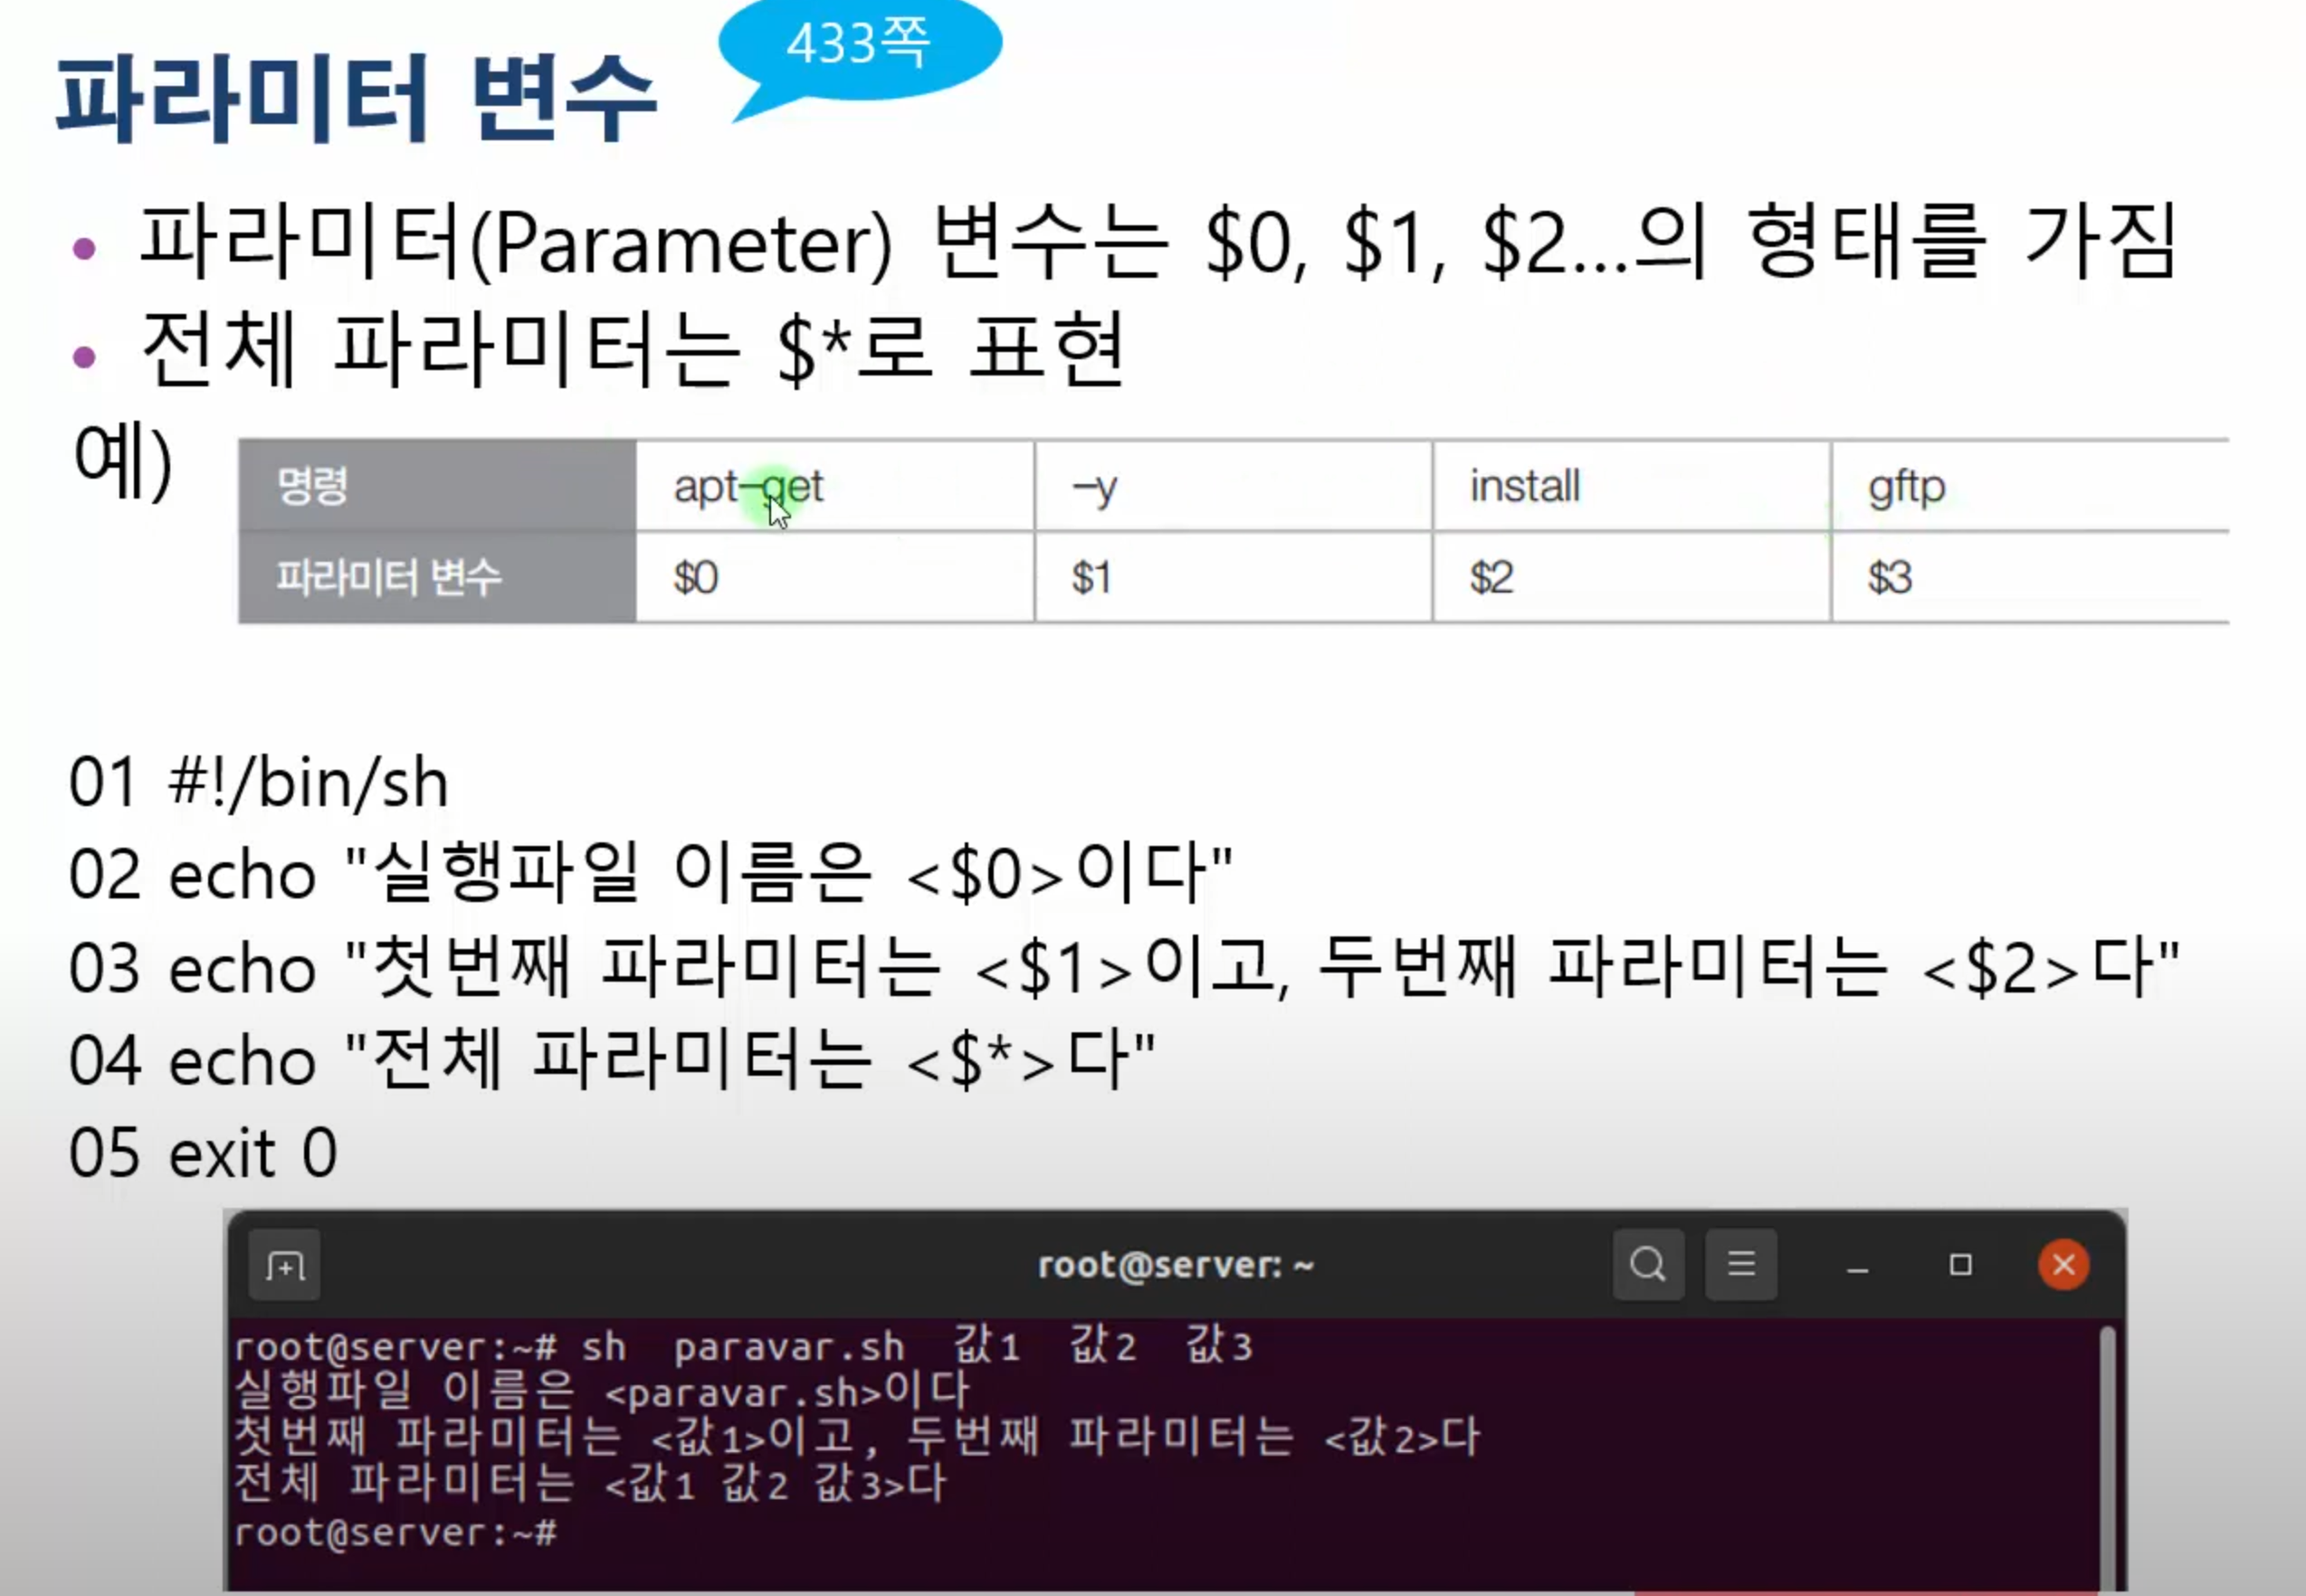 433쪽
파라미터 변수
• 파라미터(Parameter) 변수는 $0, $1, $2...의 형태를 가짐
• 전체 파라미터는 $*로 표현
예)
명령 apt-get -y install gftp
파라미터 변수 $0 $1 $2 $3
01 #!/bin/sh
02 echo "실행파일 이름은 <$0>이다"
03 echo "첫번째 파라미터는 <$1>이고, 두번째 파라미터는 <$2>다"
04 echo "전체 파라미터는 <$*>다"
05 exit 0
root@server: ~
root@server:~# sh paravar.sh 값1 값2 값3
실행파일 이름은 <paravar.sh>이다
첫번째 파라미터는 <값1>이고, 두번째 파라미터는 <값2>다
전체 파라미터는 <값1 값2 값3>다
root@server:~#